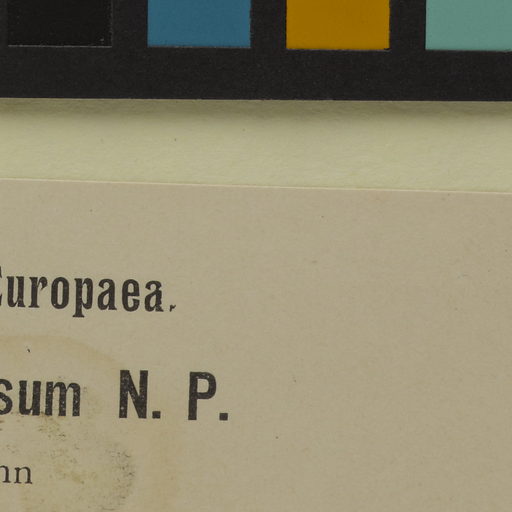 Europaea.
sum N. P.
nn